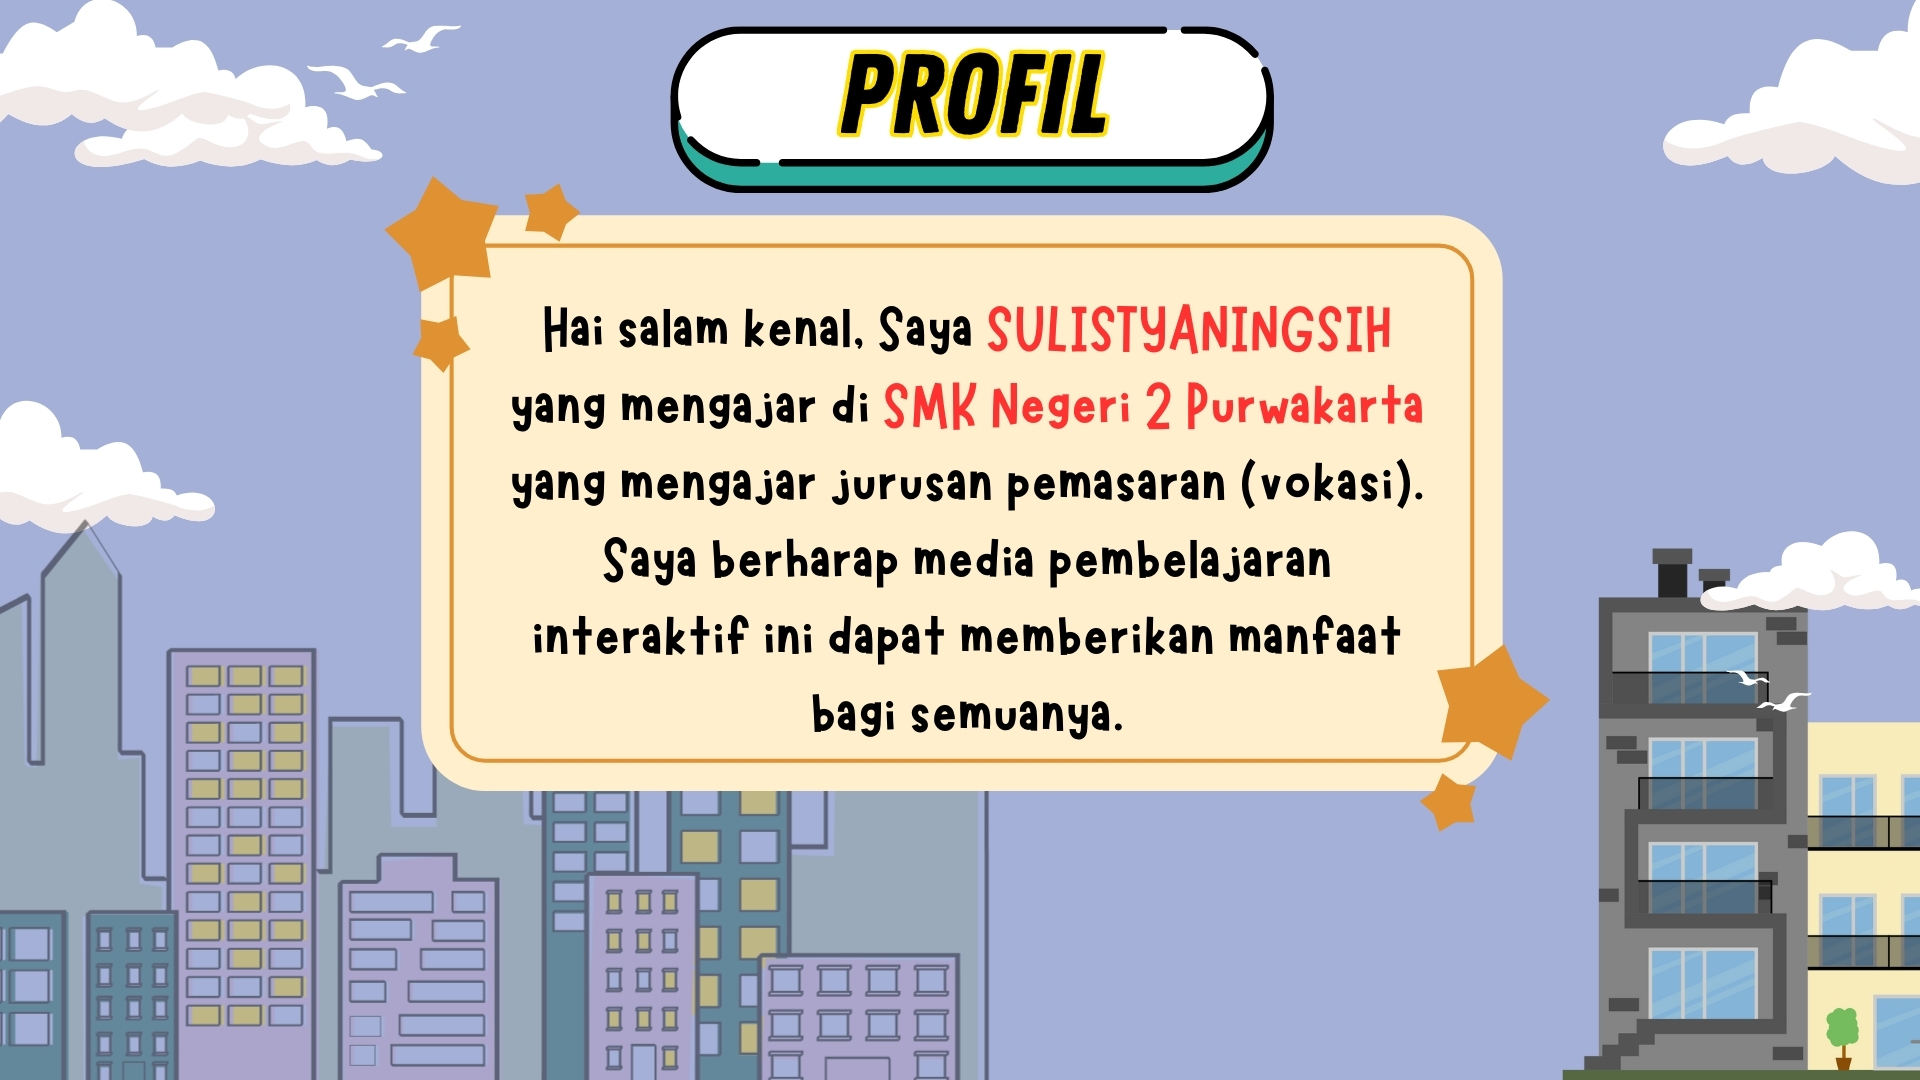 PROFIL
Hai salam kenal, Saya SULISTYANINGSIH
yang mengajar di SMK Negeri 2 Purwakarta
yang mengajar jurusan pemasaran (vokasi).
Saya berharap media pembelajaran
interaktif ini dapat memberikan manfaat
bagi semuanya.